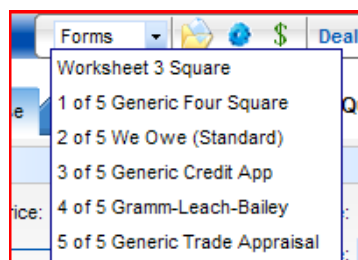 Forms $ Deal
Worksheet 3 Square
1 of 5 Generic Four Square
2 of 5 We Owe (Standard)
3 of 5 Generic Credit App
4 of 5 Gramm-Leach-Bailey
rice:
5 of 5 Generic Trade Appraisal